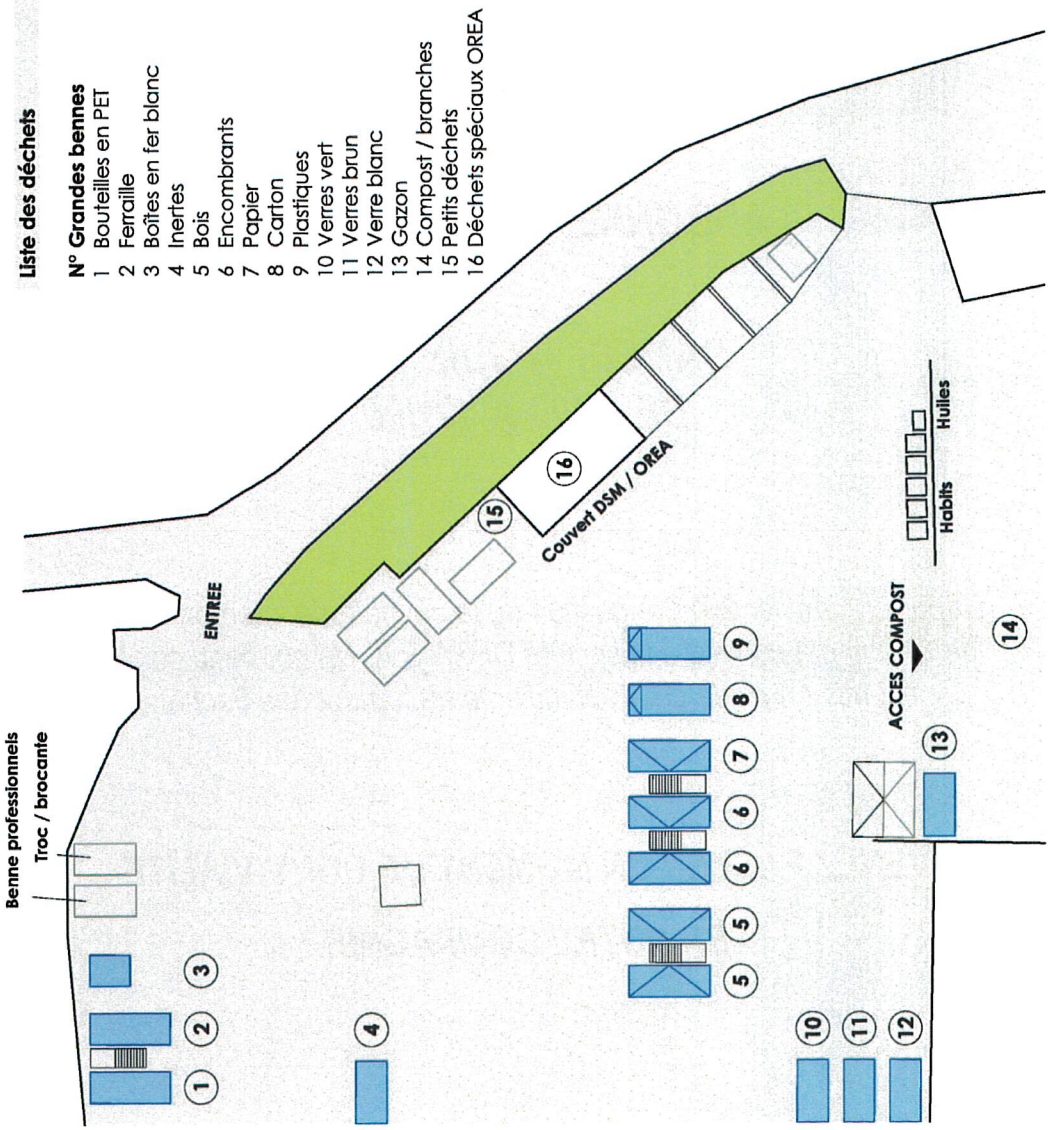 Liste des déchets
N° Grandes bennes
1 Bouteilles en PET
2 Ferraille
3 Boîtes en fer blanc
4 Inertes
5 Bois
6 Encombrants
7 Papier
8 Carton
9 Plastiques
10 Verres vert
11 Verres brun
12 Verre blanc
13 Gazon
14 Compost / branches
15 Petits déchets
16 Déchets spéciaux OREA
Benne professionnels
Troc / brocante
ENTREE
1
2
3
4
15
16
Couvert DSM / OREA
5
5
6
6
7
8
9
10
11
12
13
ACCES COMPOST
14
Habits
Huiles